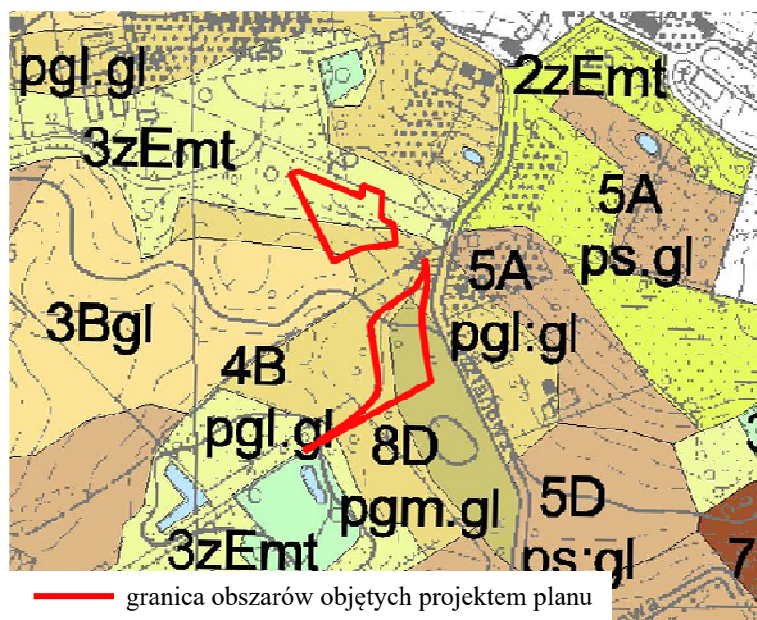 pgl.gl
2zEmt
3zEmt
5A
ps.gl
5A
pgl:gl
3Bgl
4B
pgl.gl
8D
pgm.gl
5D
ps:gl
3zEmt
7
granica obszarów objętych projektem planu